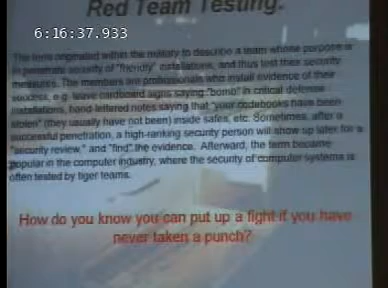 Red Team Testing.
6:16:37.933
The term originated within the military to describe a team whose purpose is
to penetrate security of "friendly" installations, and thus test their security
measures. The members are professionals who install evidence of their
success, e.g. leave cardboard signs saying "bomb" in critical defense
installations, hand-lettered notes saying that "your codebooks have been
stolen" (they usually have not been) inside safes, etc. Sometimes, after a
successful penetration, a high-ranking security person will show up later for a
"security review," and "find" the evidence. Afterward, the term became
popular in the computer industry, where the security of computer systems is
often tested by tiger teams.
How do you know you can put up a fight if you have
never taken a punch?